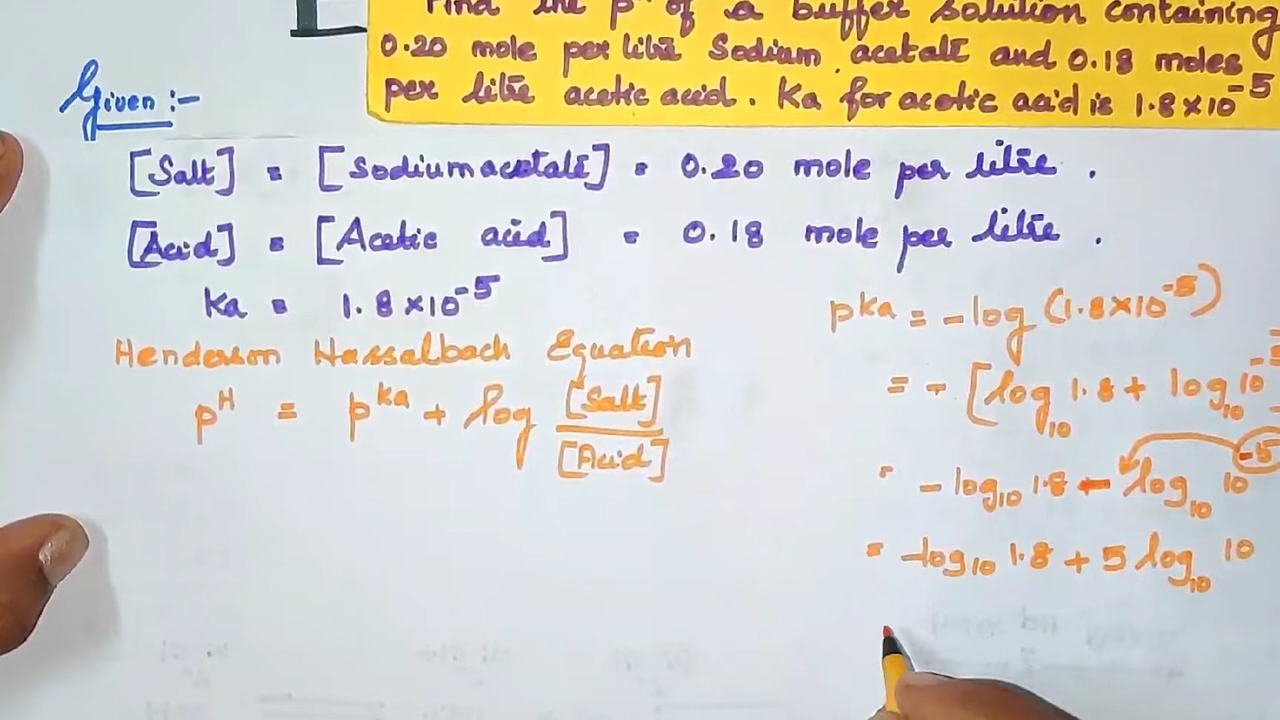 Find the pH of a buffer solution containing
0.20 mole per litre Sodium acetate and 0.18 moles
per litre acetic acid. Ka for acetic acid is 1.8×10⁻⁵
Given :-
[Salt] = [Sodium acetate] = 0.20 mole per litre .
[Acid] = [Acetic acid] = 0.18 mole per litre .
Ka = 1.8×10⁻⁵
Henderson Hassalbach Equation
pᴴ = pᵏᵃ + log [Salt]
[Acid]
pka = -log (1.8×10⁻⁵)
= - [log₁₀ 1.8 + log₁₀ 10⁻⁵
= -log₁₀ 1.8 - log₁₀ 10⁻⁵
= -log₁₀ 1.8 + 5 log₁₀ 10